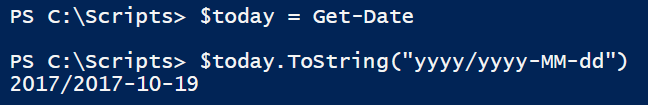 PS C:\Scripts> $today = Get-Date
PS C:\Scripts> $today.ToString("yyyy/yyyy-MM-dd")
2017/2017-10-19